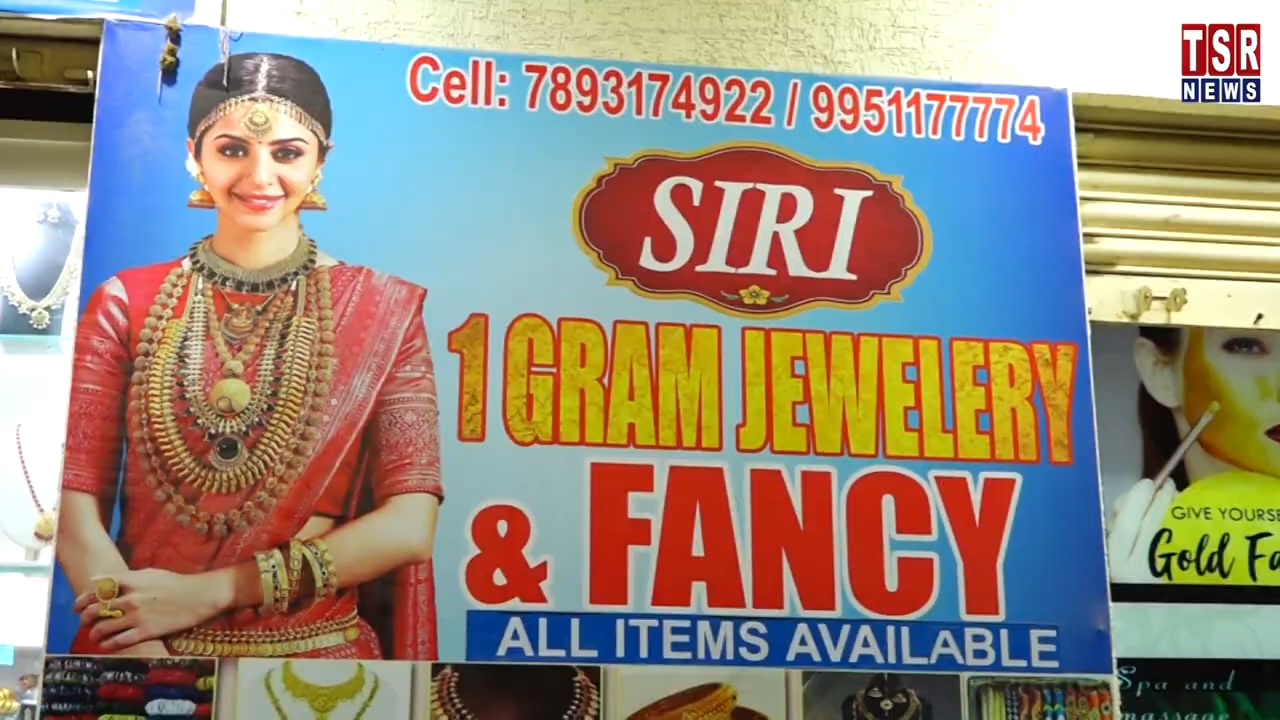 TSR
NEWS
Cell: 7893174922 / 9951177774
SIRI
1 GRAM JEWELERY
& FANCY
ALL ITEMS AVAILABLE
GIVE YOURSE
Gold Fa
Spa and
massage